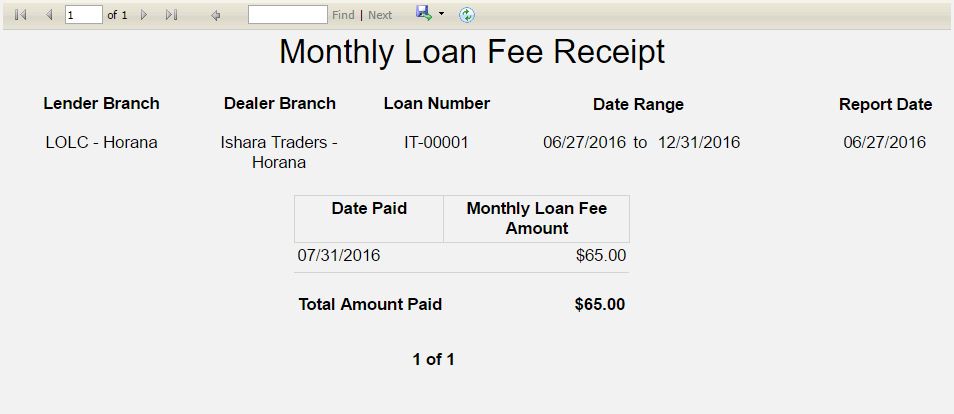 1 of 1 Find | Next
Monthly Loan Fee Receipt
Lender Branch Dealer Branch Loan Number Date Range Report Date
LOLC - Horana Ishara Traders - IT-00001 06/27/2016 to 12/31/2016 06/27/2016
Horana
Date Paid Monthly Loan Fee
Amount
07/31/2016 $65.00
Total Amount Paid $65.00
1 of 1